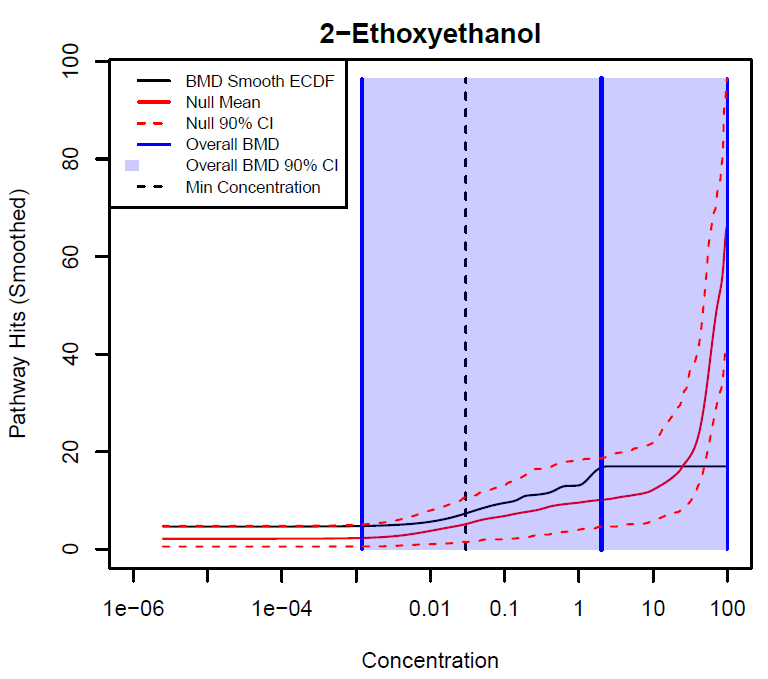 2−Ethoxyethanol
BMD Smooth ECDF
Null Mean
Null 90% CI
Overall BMD
Overall BMD 90% CI
Min Concentration
Pathway Hits (Smoothed)
100
80
60
40
20
0
1e−06 1e−04 0.01 0.1 1 10 100
Concentration